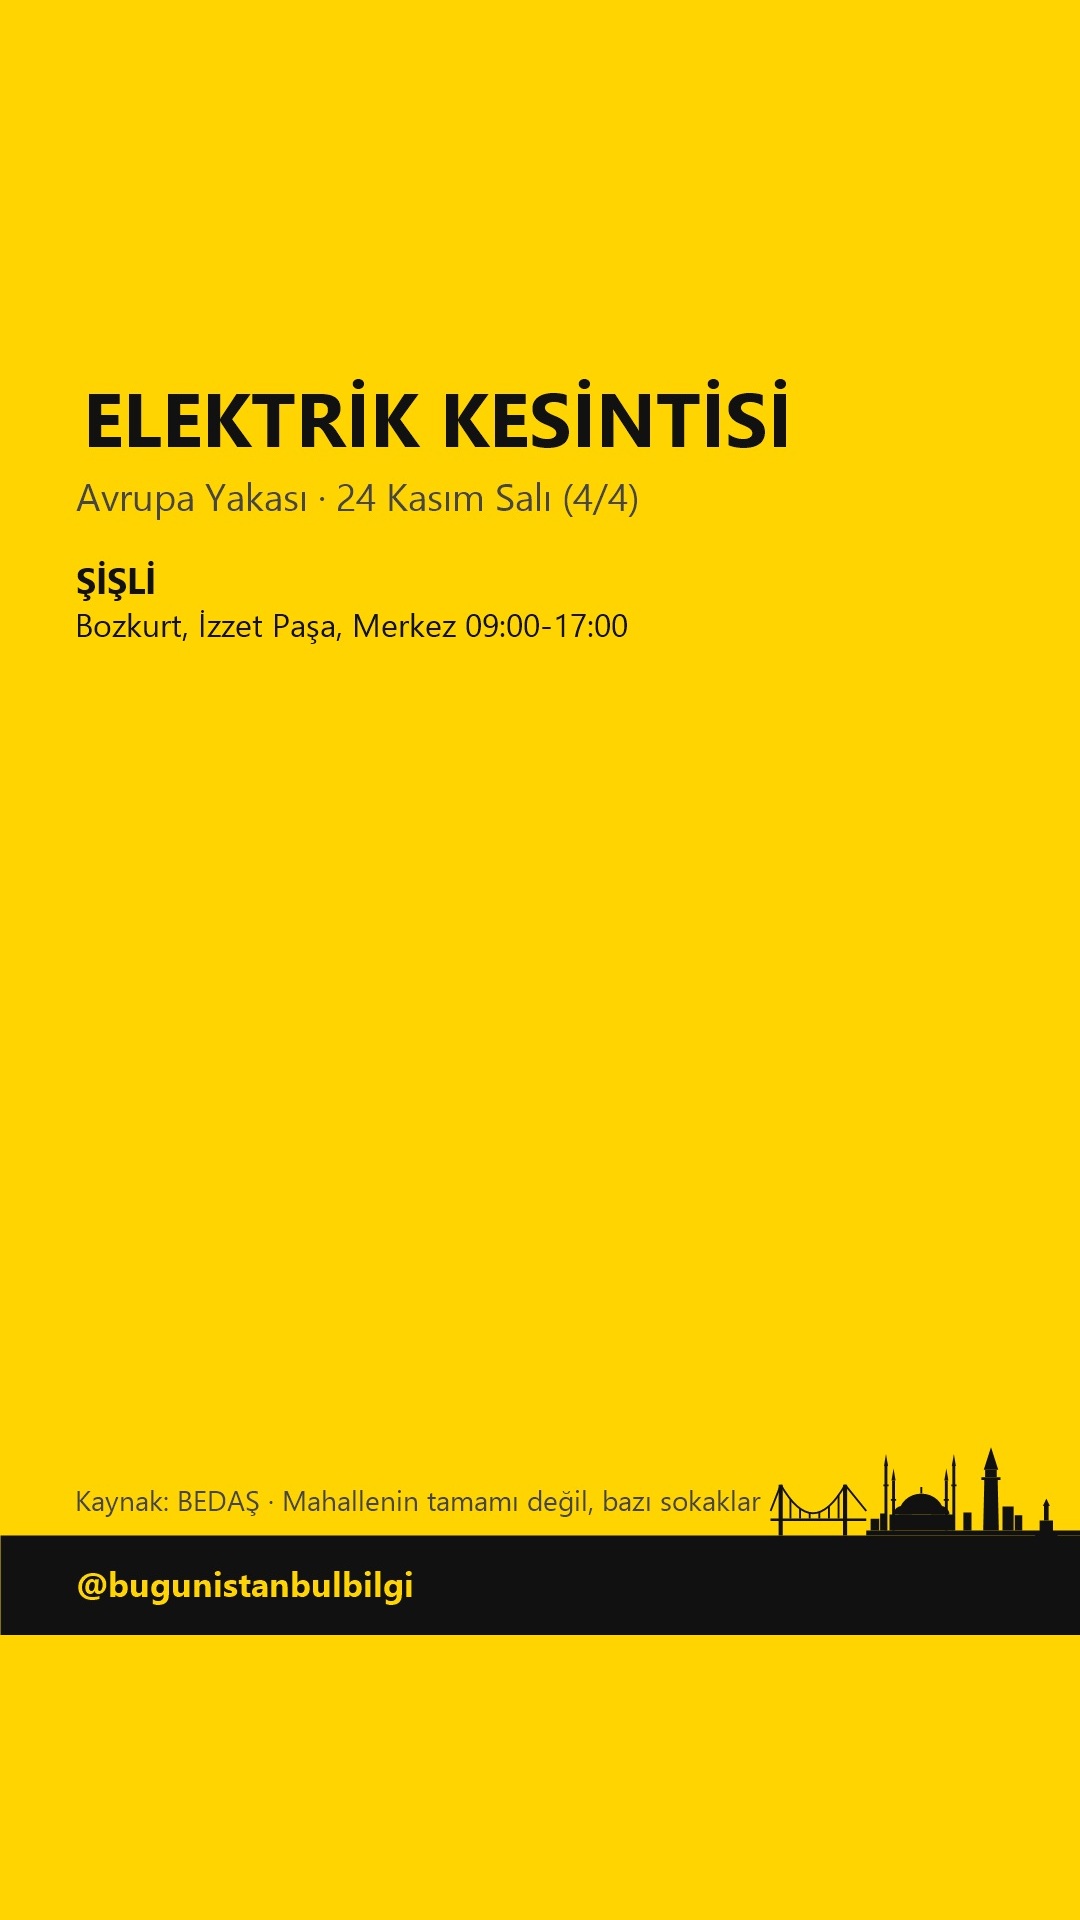 ELEKTRİK KESİNTİSİ
Avrupa Yakası · 24 Kasım Salı (4/4)
ŞİŞLİ
Bozkurt, İzzet Paşa, Merkez 09:00-17:00
Kaynak: BEDAŞ · Mahallenin tamamı değil, bazı sokaklar
@bugunistanbulbilgi